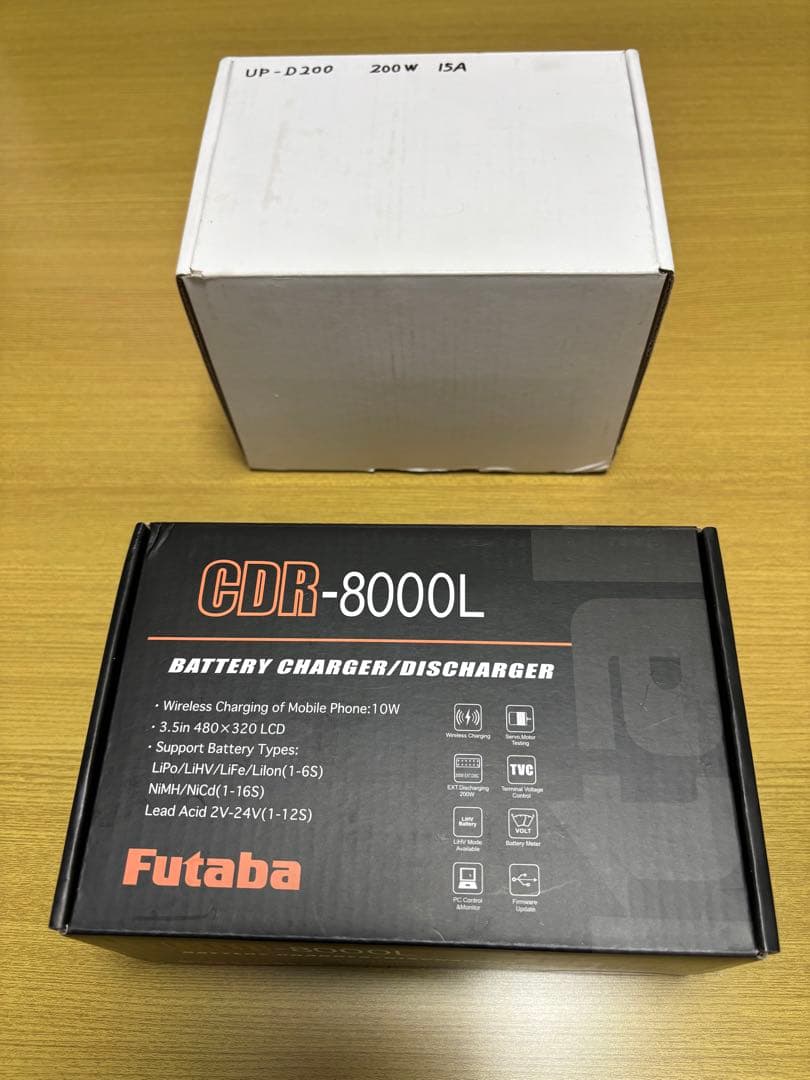 UP-D200 200W 15A
CDR-8000L
BATTERY CHARGER/DISCHARGER
・Wireless Charging of Mobile Phone:10W
・3.5in 480×320 LCD
・Support Battery Types:
LiPo/LiHV/LiFe/LiIon(1-6S)
NiMH/NiCd(1-16S)
Lead Acid 2V-24V(1-12S)
Wireless Charging
Servo,Motor
Testing
EXT.Discharging
200W
TVC
Terminal Voltage
Control
LiHV
Battery
LiHV Mode
Available
VOLT
Battery Meter
PC Control
&Monitor
Firmware
Update
Futaba
8000L